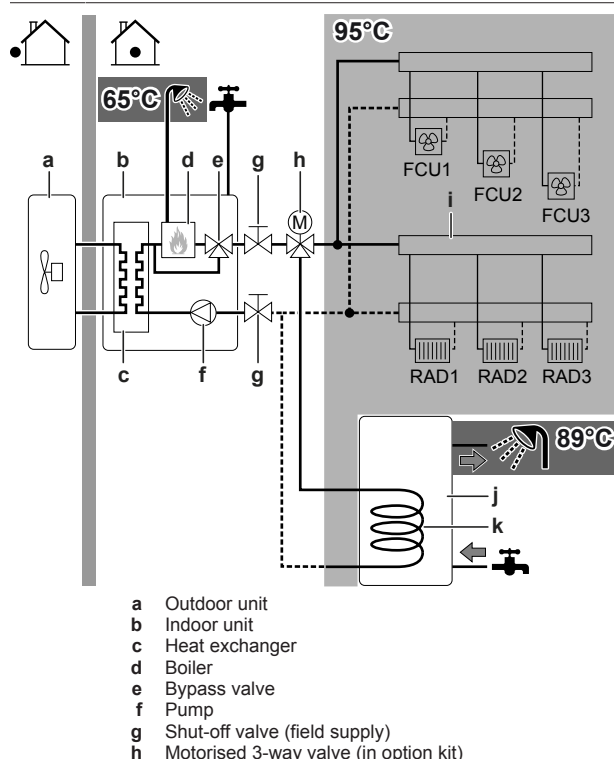 95°C
65°C
a b d e g h
FCU1
FCU2
FCU3
i
M
c f g
RAD1 RAD2 RAD3
89°C
j
k
a Outdoor unit
b Indoor unit
c Heat exchanger
d Boiler
e Bypass valve
f Pump
g Shut-off valve (field supply)
h Motorised 3-way valve (in option kit)